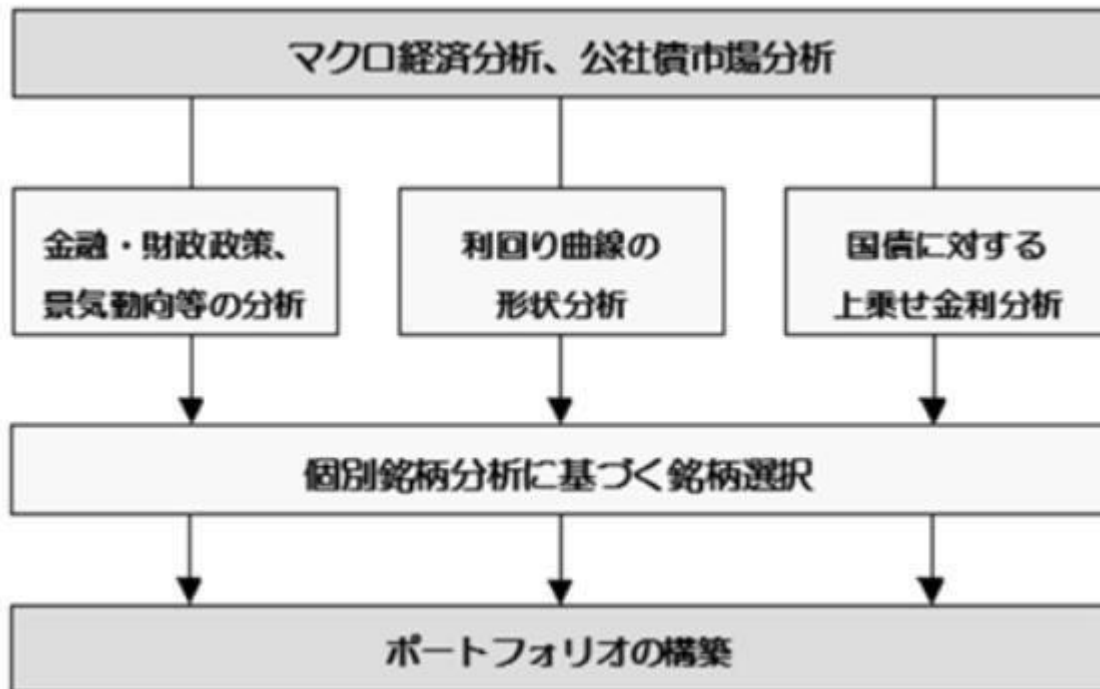 マクロ経済分析、公社債市場分析
金融・財政政策、
景気動向等の分析
利回り曲線の
形状分析
国債に対する
上乗せ金利分析
個別銘柄分析に基づく銘柄選択
ポートフォリオの構築